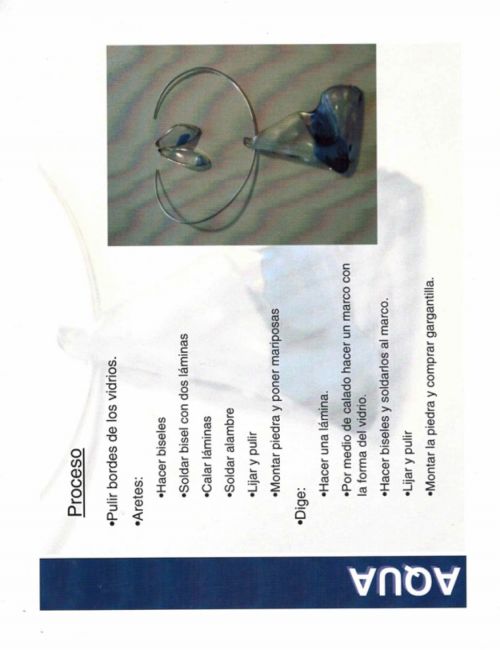 AQUA
Proceso
•Pulir bordes de los vidrios.
•Aretes:
•Hacer biseles
•Soldar bisel con dos láminas
•Calar láminas
•Soldar alambre
•Lijar y pulir
•Montar piedra y poner mariposas
•Dige:
•Hacer una lámina.
•Por medio de calado hacer un marco con
la forma del vidrio.
•Hacer biseles y soldarlos al marco.
•Lijar y pulir
•Montar la piedra y comprar gargantilla.